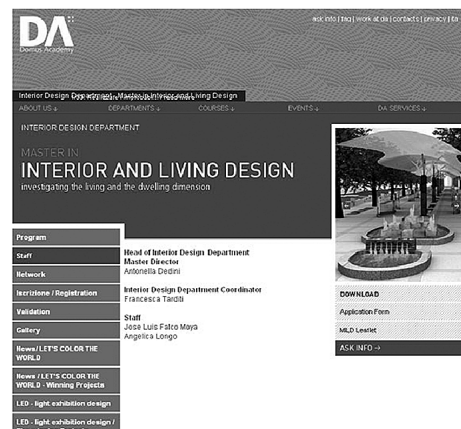 DA
Domus Academy
ask info | faq | work at da | contacts | privacy | ita
Interior Design Department - Master in Interior and Living Design
ABOUT US
DEPARTMENTS
COURSES
EVENTS
DA SERVICES
INTERIOR DESIGN DEPARTMENT
MASTER IN
INTERIOR AND LIVING DESIGN
investigating the living and the dwelling dimension
Program
Staff
Network
Iscrizione / Registration
Validation
Gallery
News/ LET'S COLOR THE
WORLD
News / LET'S COLOR THE
WORLD - Winning Projects
LED - light exhibition design
LED - light exhibition design /
Head of Interior Design Department
Master Director
Antonella Dedini
Interior Design Department Coordinator
Francesca Tarditi
Staff
Jose Luis Fatco Maya
Angelica Longo
DOWNLOAD
Application Form
MILD Leaflet
ASK INFO →